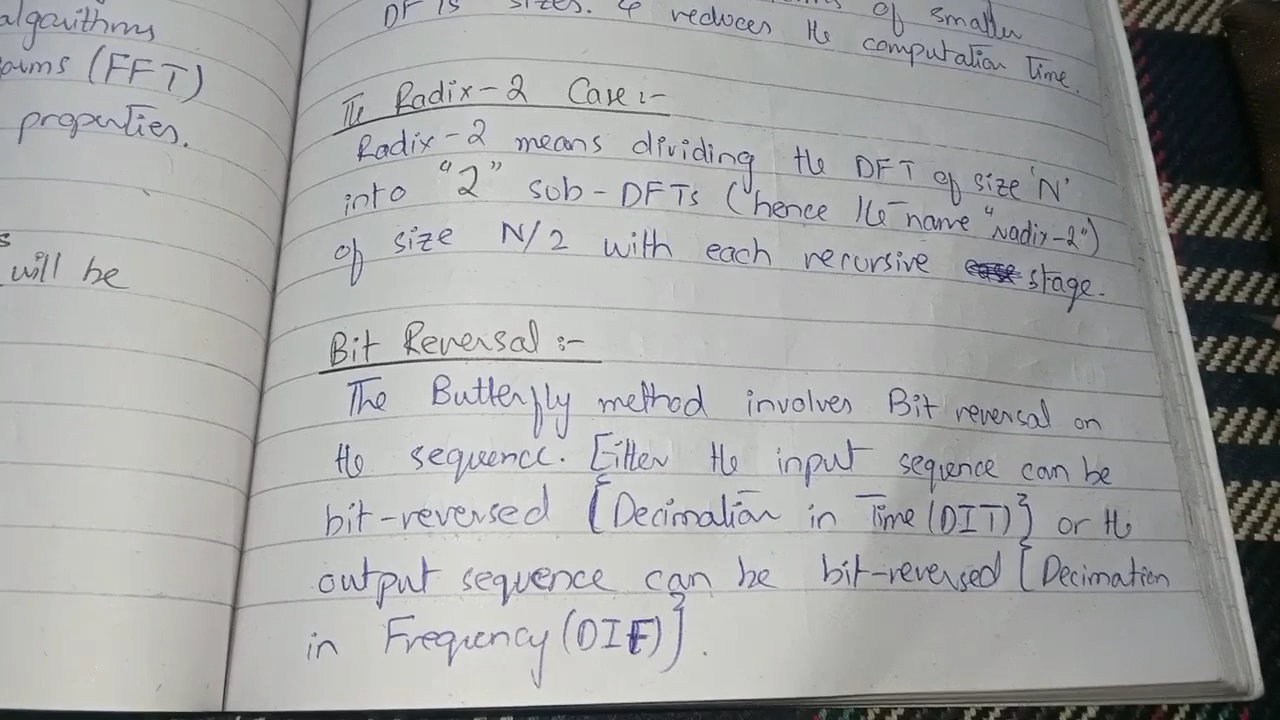 algorithms
(FFT)
properties.
will be
of smaller
sizes. & reduces the computation Time.
The Radix-2 Case :-
Radix-2 means dividing the DFT of size 'N'
into "2" sub-DFTs (hence the name "radix-2")
of size N/2 with each recursive stage.
Bit Reversal :-
The Butterfly method involves Bit reversal on
the sequence. Either the input sequence can be
bit-reversed [Decimation in Time (DIT)] or the
output sequence can be bit-reversed [Decimation
in Frequency (DIF)].